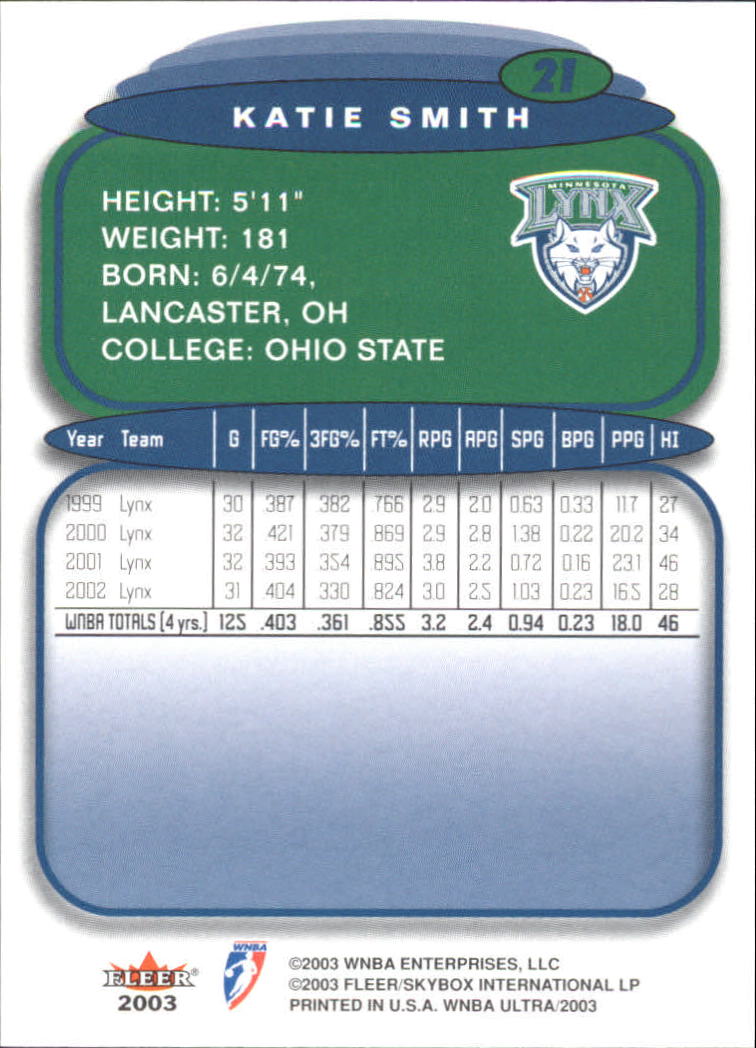 21
KATIE SMITH
MINNESOTA
LYNX
HEIGHT: 5'11"
WEIGHT: 181
BORN: 6/4/74,
LANCASTER, OH
COLLEGE: OHIO STATE
Year Team G FG% 3FG% FT% RPG APG SPG BPG PPG HI
1999 Lynx 30 .387 .382 .766 2.9 2.0 0.63 0.33 11.7 27
2000 Lynx 32 .421 .379 .869 2.9 2.8 1.38 0.22 20.2 34
2001 Lynx 32 .393 .354 .895 3.8 2.2 0.72 0.16 23.1 46
2002 Lynx 31 .404 .330 .824 3.0 2.5 1.03 0.23 16.5 28
WNBA TOTALS (4 yrs.) 125 .403 .361 .855 3.2 2.4 0.94 0.23 18.0 46
FLEER®
2003
WNBA
©2003 WNBA ENTERPRISES, LLC
©2003 FLEER/SKYBOX INTERNATIONAL LP
PRINTED IN U.S.A. WNBA ULTRA/2003